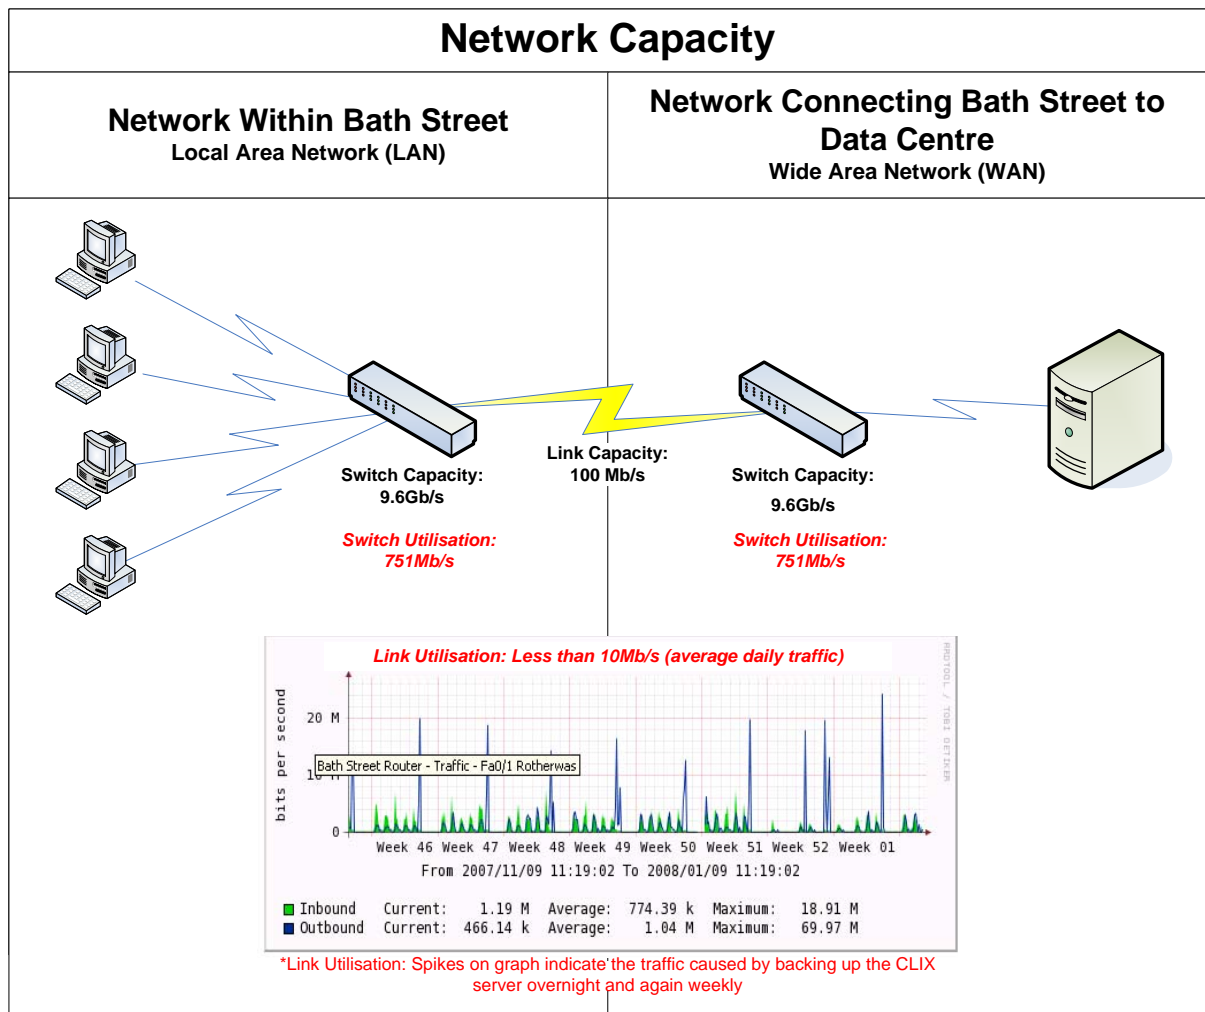 Network Capacity
Network Within Bath Street
Local Area Network (LAN)
Network Connecting Bath Street to
Data Centre
Wide Area Network (WAN)
Switch Capacity:
9.6Gb/s
Switch Utilisation:
751Mb/s
Link Capacity:
100 Mb/s
Switch Capacity:
9.6Gb/s
Switch Utilisation:
751Mb/s
Link Utilisation: Less than 10Mb/s (average daily traffic)
RRDTOOL / TOBI OETIKER
bits per second
20 M
Bath Street Router - Traffic - Fa0/1 Rotherwas
10 M
0
Week 46 Week 47 Week 48 Week 49 Week 50 Week 51 Week 52 Week 01
From 2007/11/09 11:19:02 To 2008/01/09 11:19:02
Inbound Current: 1.19 M Average: 774.39 k Maximum: 18.91 M
Outbound Current: 466.14 k Average: 1.04 M Maximum: 69.97 M
*Link Utilisation: Spikes on graph indicate the traffic caused by backing up the CLIX
server overnight and again weekly